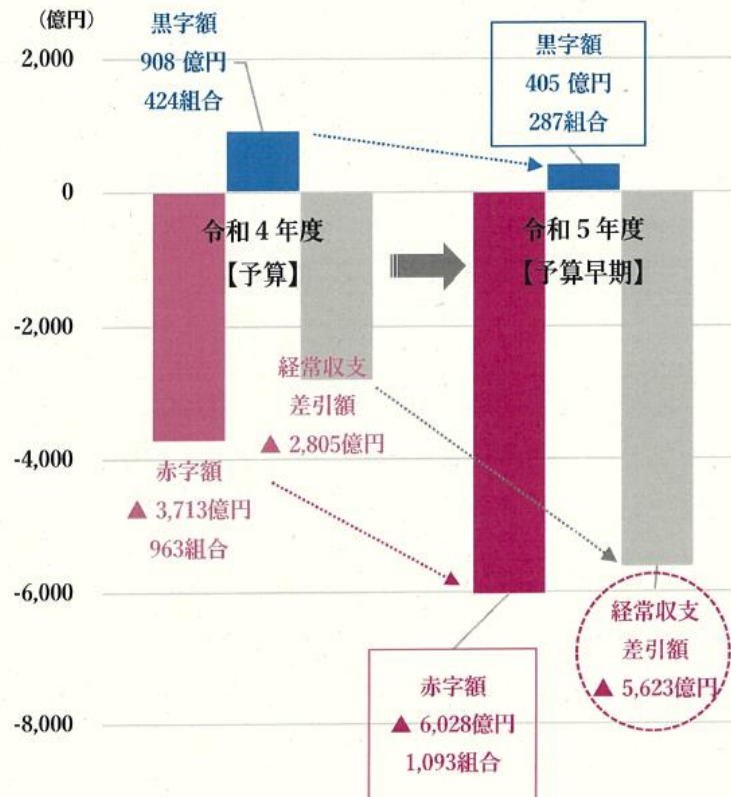 （億円）
黒字額
908 億円
424組合
黒字額
405 億円
287組合
2,000
0
-2,000
-4,000
-6,000
-8,000
令和 4 年度
【予算】
令和 5 年度
【予算早期】
経常収支
差引額
▲ 2,805億円
赤字額
▲ 3,713億円
963組合
経常収支
差引額
▲ 5,623億円
赤字額
▲ 6,028億円
1,093組合